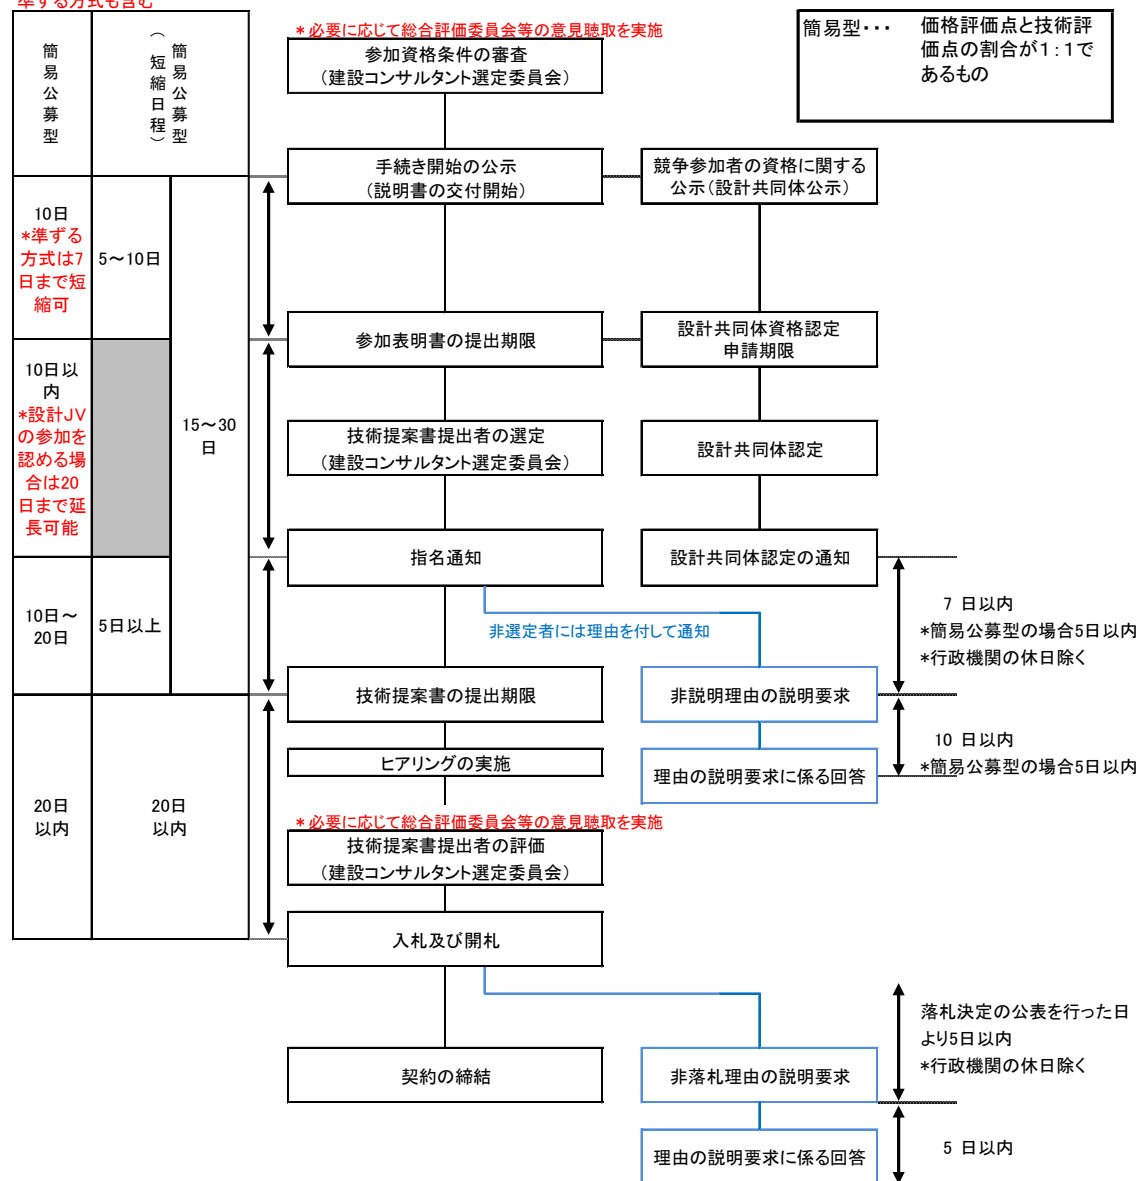 準ずる方式も含む
簡易公募型
簡易公募型
(短縮日程)
*必要に応じて総合評価委員会等の意見聴取を実施
参加資格条件の審査
(建設コンサルタント選定委員会)
簡易型・・・ 価格評価点と技術評
価点の割合が1:1で
あるもの
手続き開始の公示
(説明書の交付開始)
競争参加者の資格に関する
公示(設計共同体公示)
10日
*準ずる
方式は7
日まで短
縮可
5~10日
15~30
日
参加表明書の提出期限
設計共同体資格認定
申請期限
10日以
内
*設計JV
の参加を
認める場
合は20
日まで延
長可能
技術提案書提出者の選定
(建設コンサルタント選定委員会)
設計共同体認定
指名通知
設計共同体認定の通知
10日~
20日
5日以上
非選定者には理由を付して通知
7 日以内
*簡易公募型の場合5日以内
*行政機関の休日除く
技術提案書の提出期限
非説明理由の説明要求
ヒアリングの実施
理由の説明要求に係る回答
10 日以内
*簡易公募型の場合5日以内
20日
以内
20日
以内
*必要に応じて総合評価委員会等の意見聴取を実施
技術提案書提出者の評価
(建設コンサルタント選定委員会)
入札及び開札
落札決定の公表を行った日
より5日以内
*行政機関の休日除く
契約の締結
非落札理由の説明要求
理由の説明要求に係る回答
5 日以内